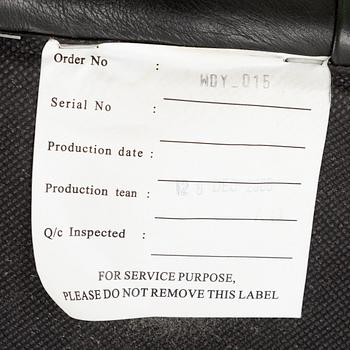 Order No : WDY_015
Serial No :
Production date :
Production tean : DEC
Q/c Inspected :
FOR SERVICE PURPOSE,
PLEASE DO NOT REMOVE THIS LABEL